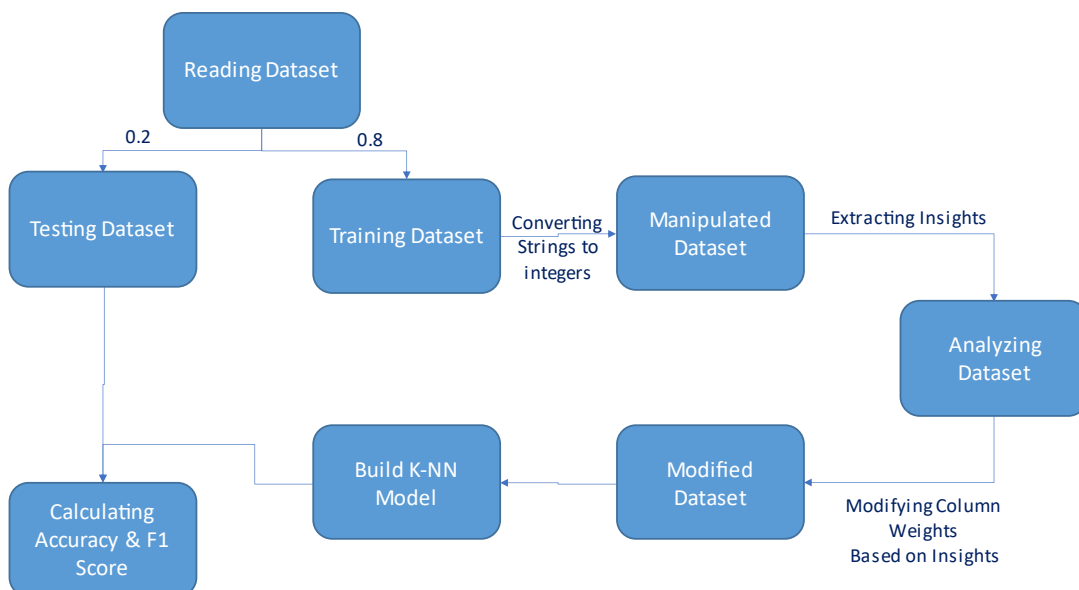 Reading Dataset
0.2
0.8
Testing Dataset
Training Dataset
Converting
Strings to
integers
Manipulated
Dataset
Extracting Insights
Analyzing
Dataset
Modifying Column
Weights
Based on Insights
Modified
Dataset
Build K-NN
Model
Calculating
Accuracy & F1
Score